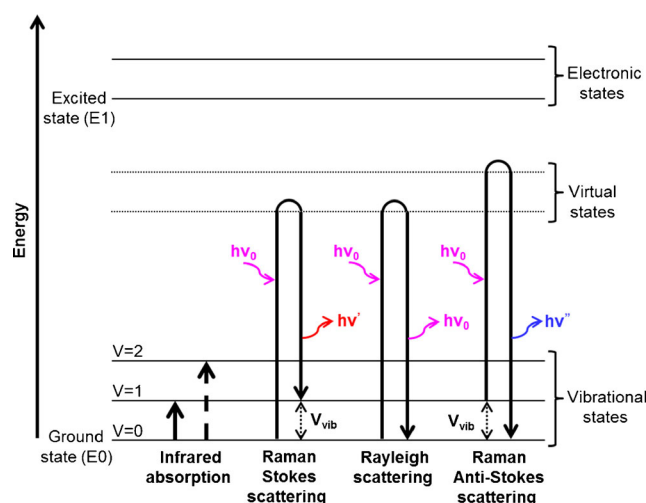 Energy
Electronic
states
Excited
state (E1)
Virtual
states
hν₀
hν₀
hν₀
hν'
hν₀
hν"
V=2
V=1
V=0
Vvib
Vvib
Vibrational
states
Ground
state (E0)
Infrared
absorption
Raman
Stokes
scattering
Rayleigh
scattering
Raman
Anti-Stokes
scattering